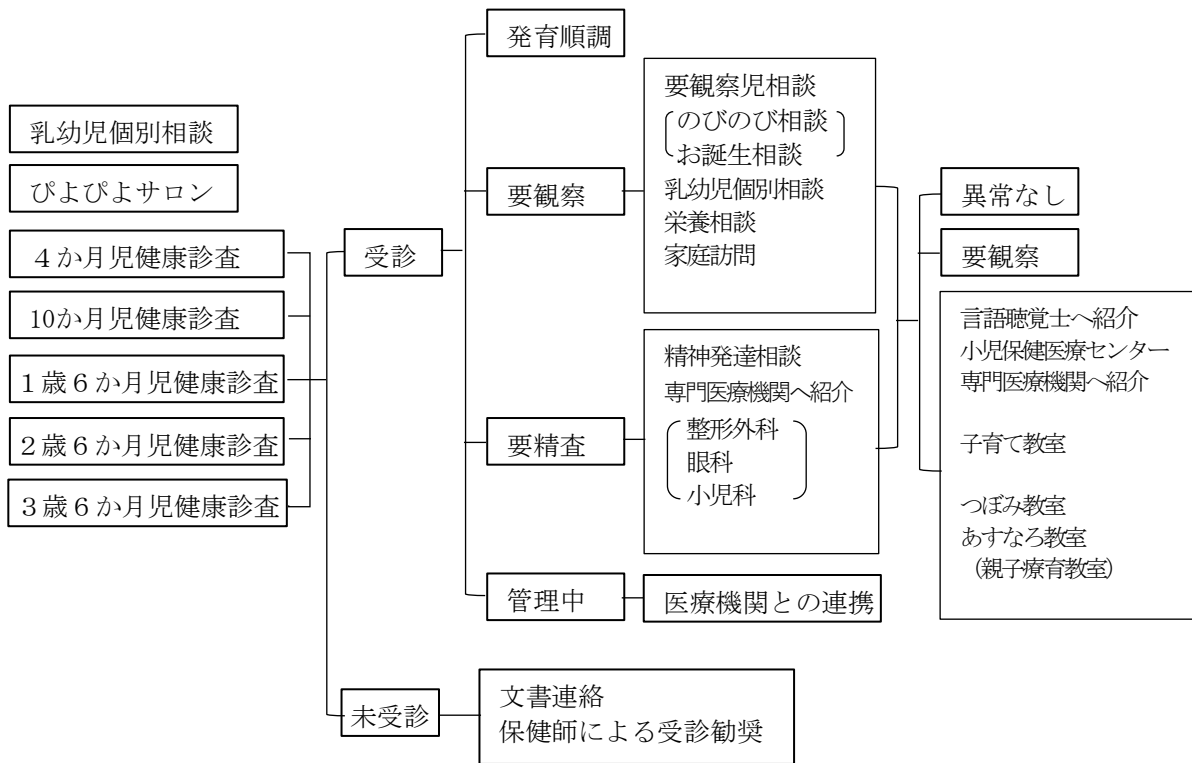 乳幼児個別相談
ぴよぴよサロン
４か月児健康診査
10か月児健康診査
１歳６か月児健康診査
２歳６か月児健康診査
３歳６か月児健康診査
受診
未受診
発育順調
要観察
要精査
管理中
要観察児相談
のびのび相談
お誕生相談
乳幼児個別相談
栄養相談
家庭訪問
精神発達相談
専門医療機関へ紹介
整形外科
眼科
小児科
医療機関との連携
文書連絡
保健師による受診勧奨
異常なし
要観察
言語聴覚士へ紹介
小児保健医療センター
専門医療機関へ紹介
子育て教室
つぼみ教室
あすなろ教室
（親子療育教室）